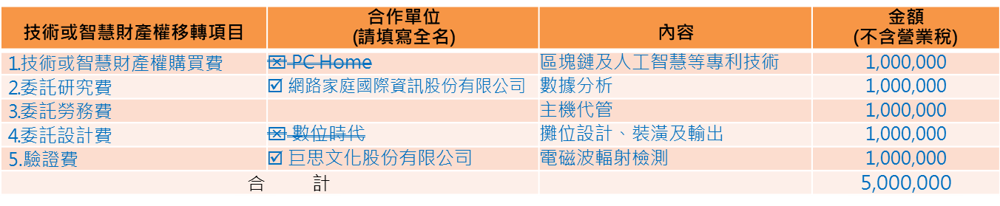 技術或智慧財產權移轉項目 合作單位 (請填寫全名) 內容 金額 (不含營業稅)
1.技術或智慧財產權購買費 ☒ PC Home 區塊鏈及人工智慧等專利技術 1,000,000
2.委託研究費 ☑ 網路家庭國際資訊股份有限公司 數據分析 1,000,000
3.委託勞務費 主機代管 1,000,000
4.委託設計費 ☒ 數位時代 攤位設計、裝潢及輸出 1,000,000
5.驗證費 ☑ 巨思文化股份有限公司 電磁波輻射檢測 1,000,000
合 計 5,000,000